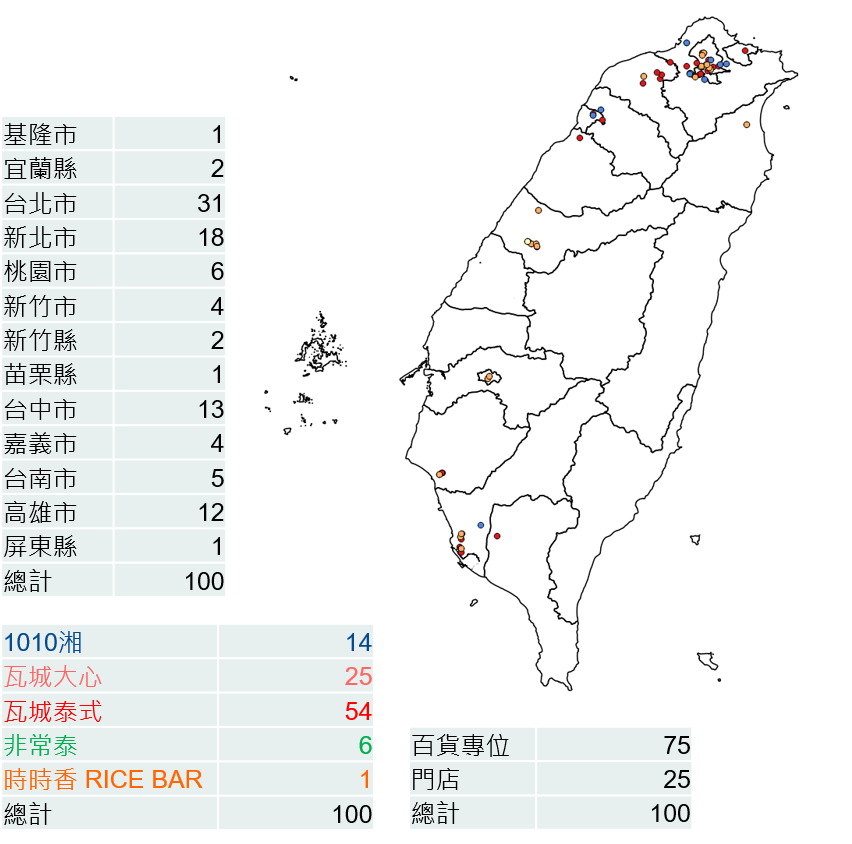 基隆市 1
宜蘭縣 2
台北市 31
新北市 18
桃園市 6
新竹市 4
新竹縣 2
苗栗縣 1
台中市 13
嘉義市 4
台南市 5
高雄市 12
屏東縣 1
總計 100
1010湘 14
瓦城大心 25
瓦城泰式 54
非常泰 6
時時香 RICE BAR 1
總計 100
百貨專位 75
門店 25
總計 100